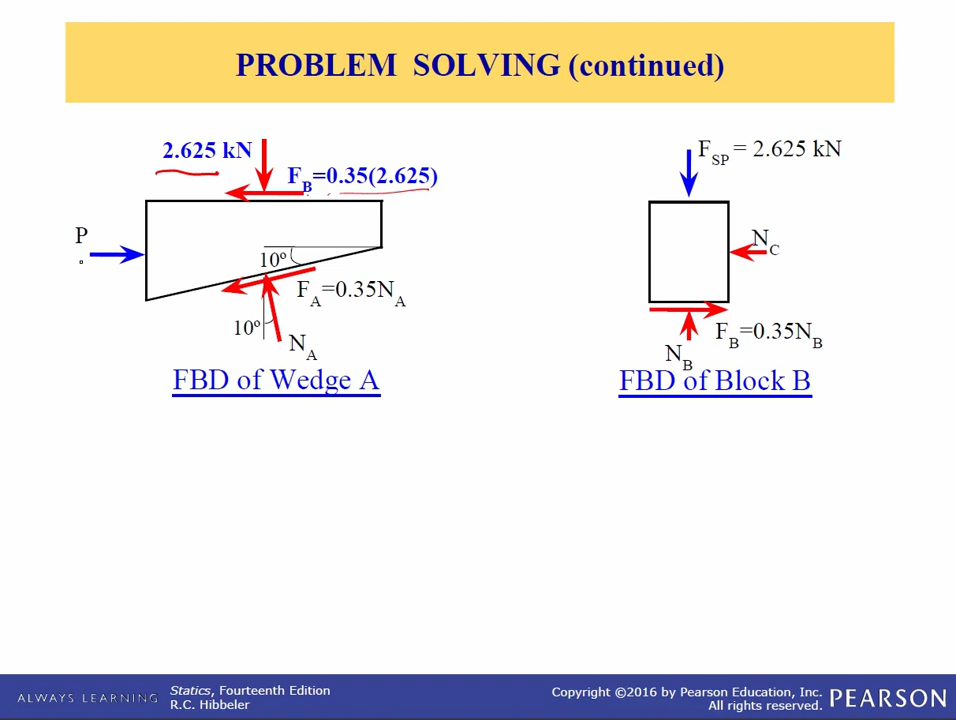 PROBLEM SOLVING (continued)
2.625 kN
F_B=0.35(2.625)
P
10º
F_A=0.35N_A
10º
N_A
FBD of Wedge A
F_SP = 2.625 kN
N_C
F_B=0.35N_B
N_B
FBD of Block B
ALWAYS LEARNING
Statics, Fourteenth Edition
R.C. Hibbeler
Copyright ©2016 by Pearson Education, Inc.
All rights reserved.
PEARSON